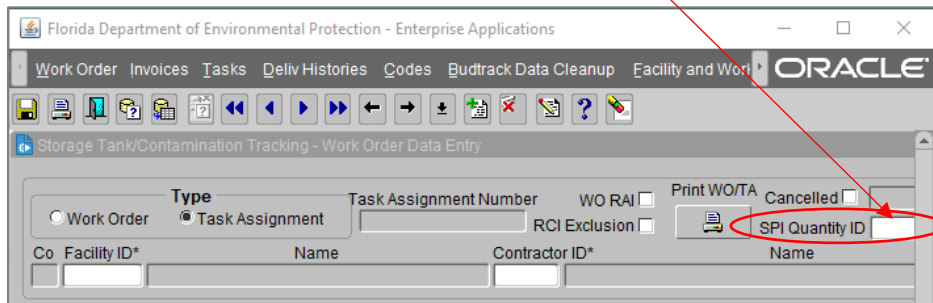 Florida Department of Environmental Protection - Enterprise Applications
Work Order Invoices Tasks Deliv Histories Codes Budtrack Data Cleanup Facility and Work ORACLE
Storage Tank/Contamination Tracking - Work Order Data Entry
Type Task Assignment Number WO RAI Print WO/TA Cancelled
Work Order Task Assignment RCI Exclusion SPI Quantity ID
Co Facility ID* Name Contractor ID* Name